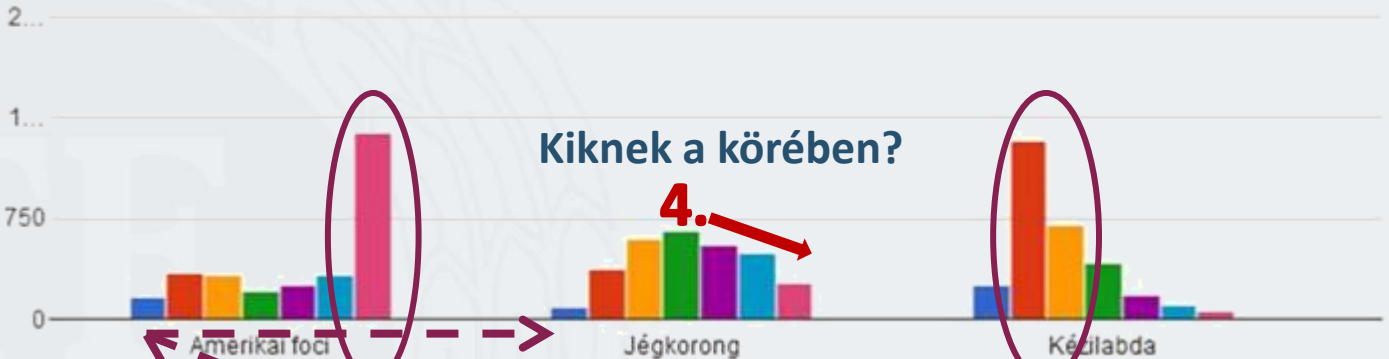 2...
1...
Kiknek a körében?
4.
750
0
Amerikai foci
Jégkorong
Kézilabda